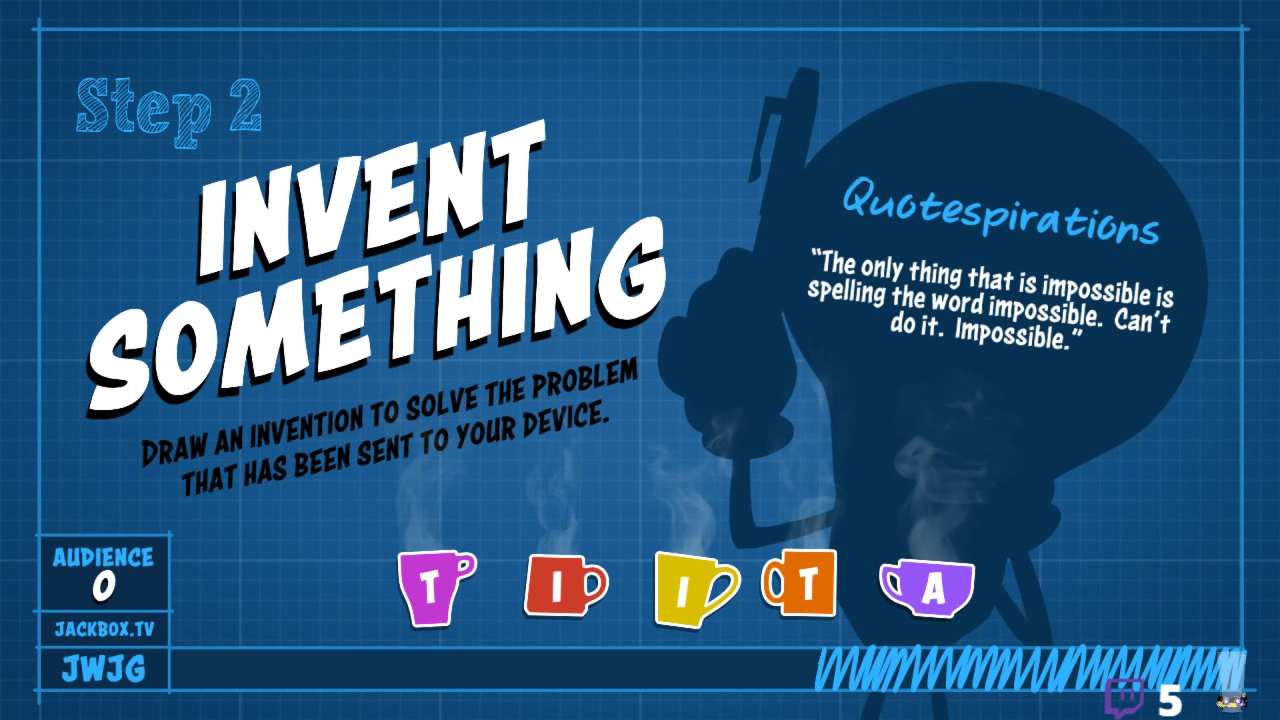 Step 2
INVENT
SOMETHING
DRAW AN INVENTION TO SOLVE THE PROBLEM
THAT HAS BEEN SENT TO YOUR DEVICE.
Quotespirations
“The only thing that is impossible is
spelling the word impossible. Can't
do it. Impossible.”
T I I T A
AUDIENCE
0
JACKBOX.TV
JWJG
5